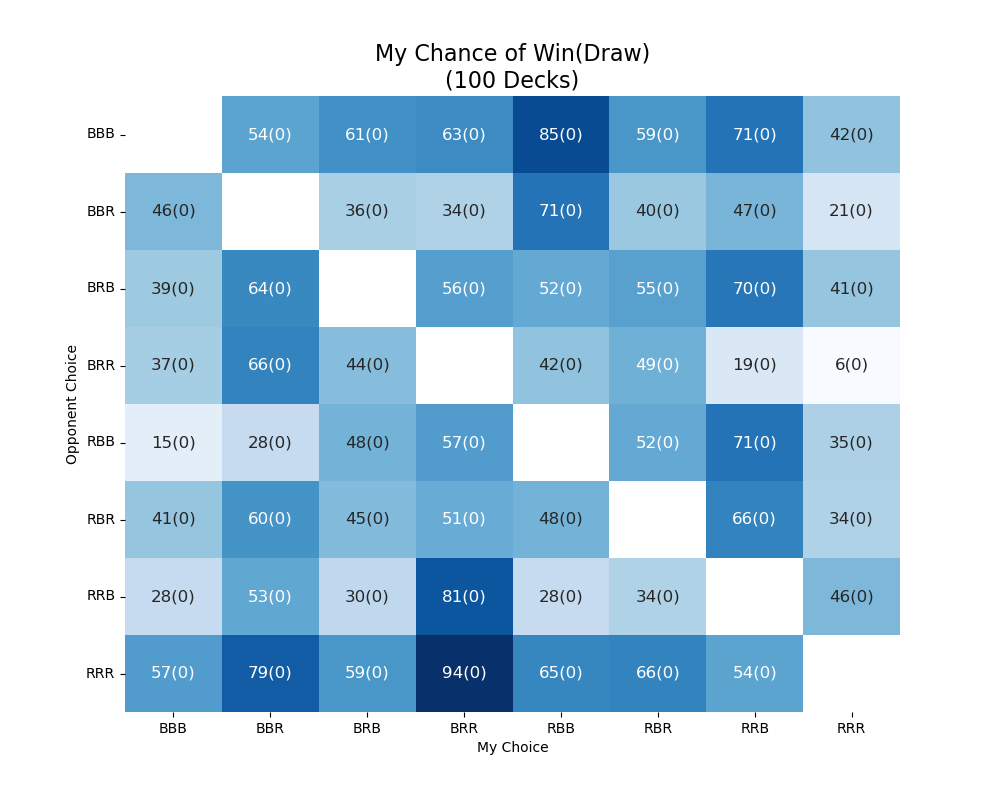 My Chance of Win(Draw)
(100 Decks)
Opponent Choice
BBB 54(0) 61(0) 63(0) 85(0) 59(0) 71(0) 42(0)
BBR 46(0) 36(0) 34(0) 71(0) 40(0) 47(0) 21(0)
BRB 39(0) 64(0) 56(0) 52(0) 55(0) 70(0) 41(0)
BRR 37(0) 66(0) 44(0) 42(0) 49(0) 19(0) 6(0)
RBB 15(0) 28(0) 48(0) 57(0) 52(0) 71(0) 35(0)
RBR 41(0) 60(0) 45(0) 51(0) 48(0) 66(0) 34(0)
RRB 28(0) 53(0) 30(0) 81(0) 28(0) 34(0) 46(0)
RRR 57(0) 79(0) 59(0) 94(0) 65(0) 66(0) 54(0)
BBB BBR BRB BRR RBB RBR RRB RRR
My Choice